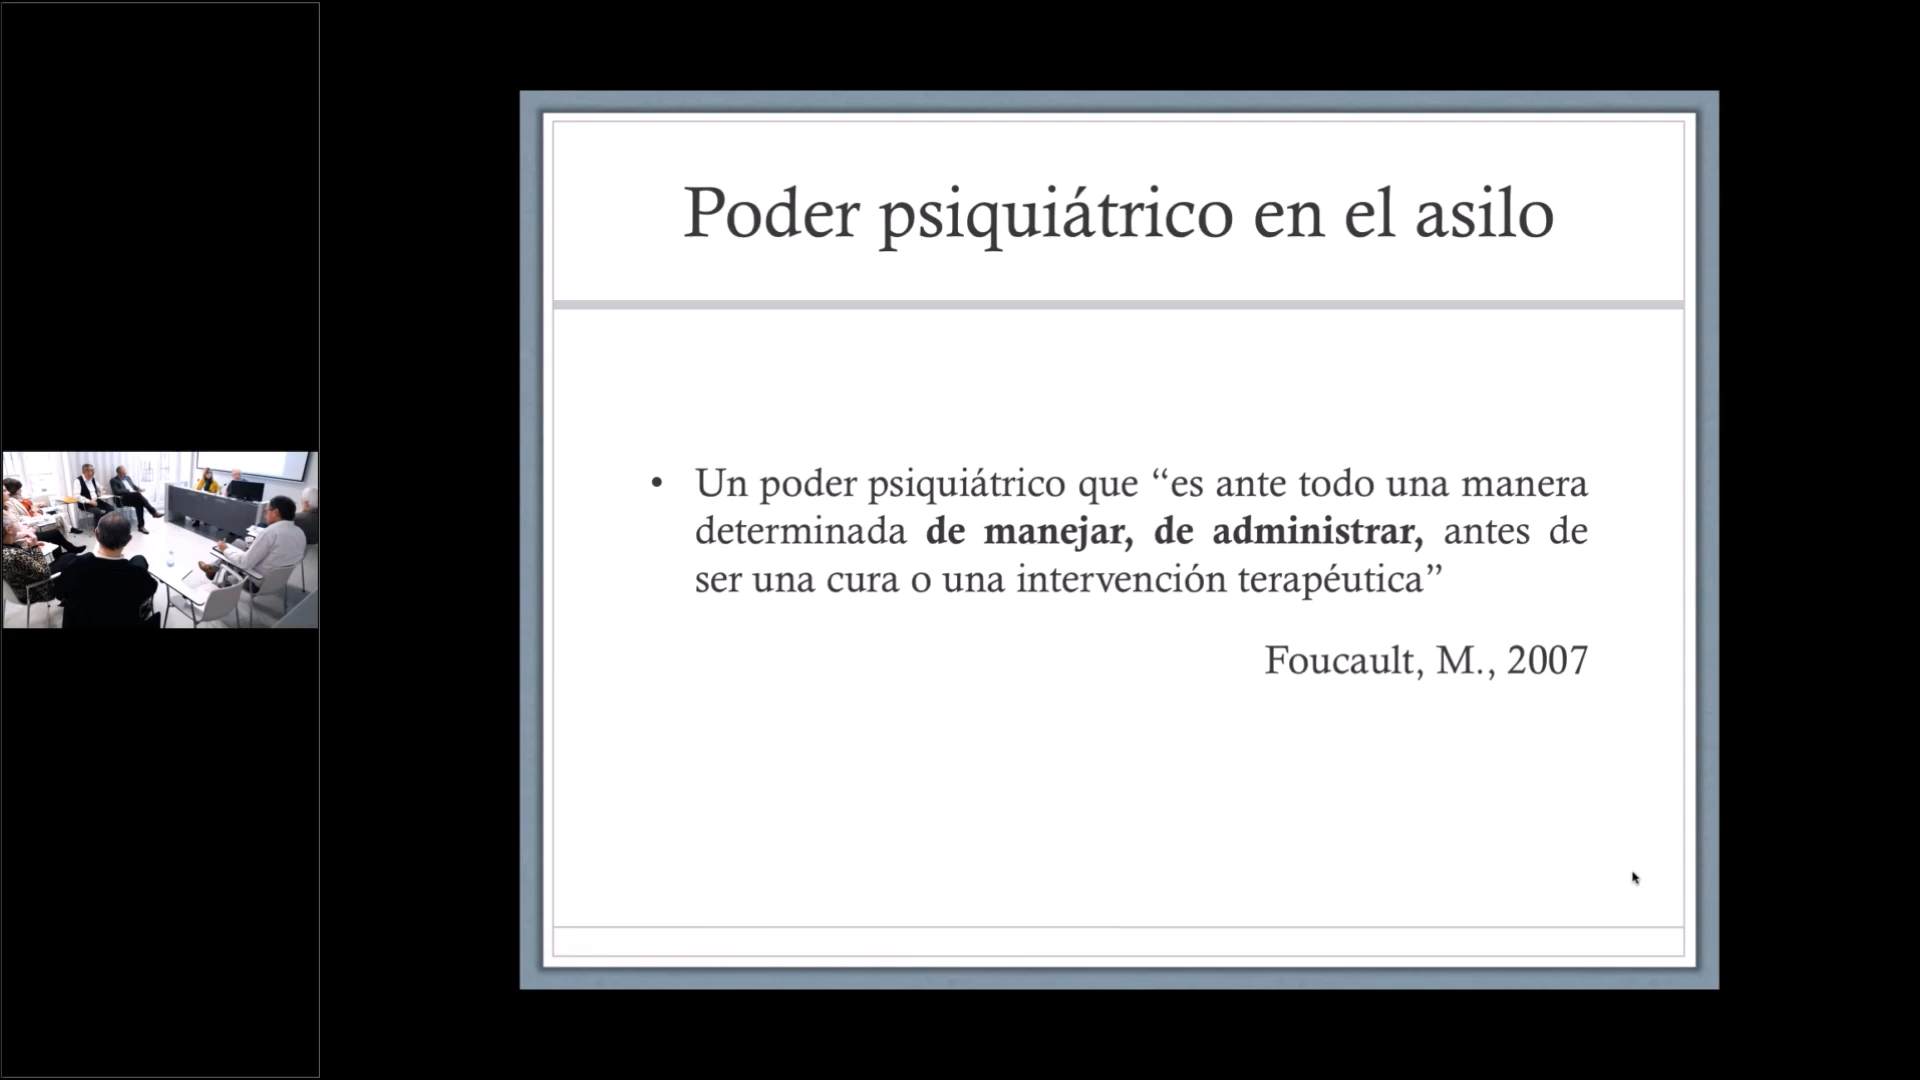 Poder psiquiátrico en el asilo
• Un poder psiquiátrico que “es ante todo una manera
determinada de manejar, de administrar, antes de
ser una cura o una intervención terapéutica”
Foucault, M., 2007